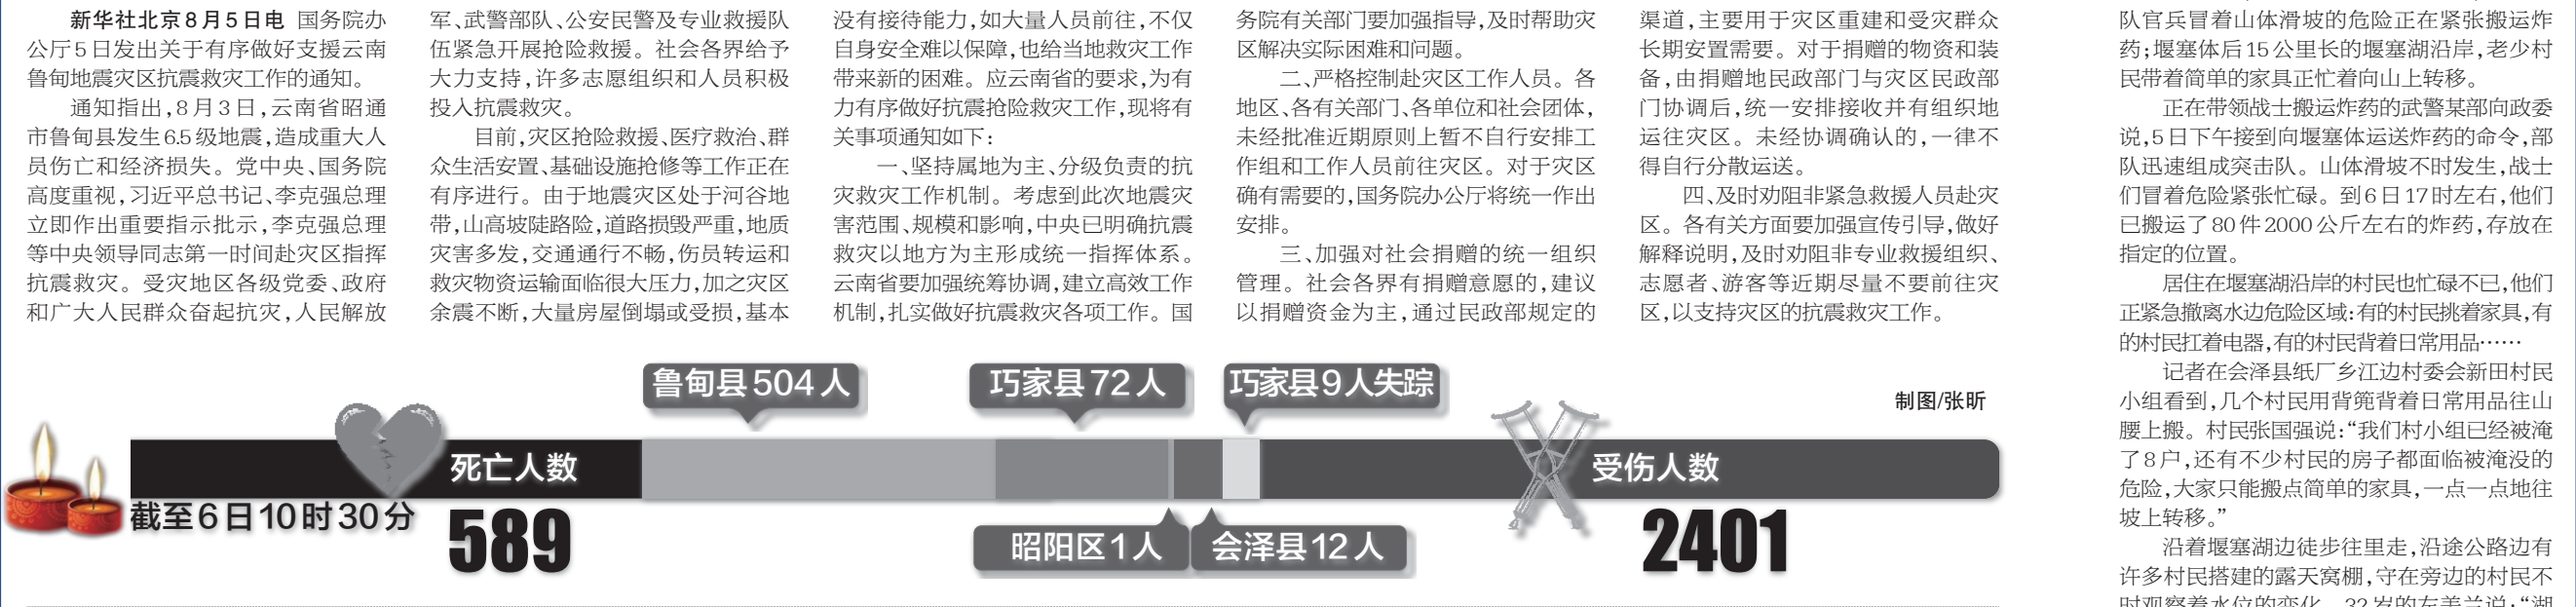 新华社北京8月5日电 国务院办
公厅5日发出关于有序做好支援云南
鲁甸地震灾区抗震救灾工作的通知。
通知指出,8月3日,云南省昭通
市鲁甸县发生6.5级地震,造成重大人
员伤亡和经济损失。党中央、国务院
高度重视,习近平总书记、李克强总理
立即作出重要指示批示,李克强总理
等中央领导同志第一时间赴灾区指挥
抗震救灾。受灾地区各级党委、政府
和广大人民群众奋起抗灾,人民解放
军、武警部队、公安民警及专业救援队
伍紧急开展抢险救援。社会各界给予
大力支持,许多志愿组织和人员积极
投入抗震救灾。
目前,灾区抢险救援、医疗救治、群
众生活安置、基础设施抢修等工作正在
有序进行。由于地震灾区处于河谷地
带,山高坡陡路险,道路损毁严重,地质
灾害多发,交通通行不畅,伤员转运和
救灾物资运输面临很大压力,加之灾区
余震不断,大量房屋倒塌或受损,基本
没有接待能力,如大量人员前往,不仅
自身安全难以保障,也给当地救灾工作
带来新的困难。应云南省的要求,为有
力有序做好抗震抢险救灾工作,现将有
关事项通知如下:
一、坚持属地为主、分级负责的抗
灾救灾工作机制。考虑到此次地震灾
害范围、规模和影响,中央已明确抗震
救灾以地方为主形成统一指挥体系。
云南省要加强统筹协调,建立高效工作
机制,扎实做好抗震救灾各项工作。国
务院有关部门要加强指导,及时帮助灾
区解决实际困难和问题。
二、严格控制赴灾区工作人员。各
地区、各有关部门、各单位和社会团体,
未经批准近期原则上暂不自行安排工
作组和工作人员前往灾区。对于灾区
确有需要的,国务院办公厅将统一作出
安排。
三、加强对社会捐赠的统一组织
管理。社会各界有捐赠意愿的,建议
以捐赠资金为主,通过民政部规定的
渠道,主要用于灾区重建和受灾群众
长期安置需要。对于捐赠的物资和装
备,由捐赠地民政部门与灾区民政部
门协调后,统一安排接收并有组织地
运往灾区。未经协调确认的,一律不
得自行分散运送。
四、及时劝阻非紧急救援人员赴灾
区。各有关方面要加强宣传引导,做好
解释说明,及时劝阻非专业救援组织、
志愿者、游客等近期尽量不要前往灾
区,以支持灾区的抗震救灾工作。
鲁甸县504人
巧家县72人
巧家县9人失踪
制图/张昕
死亡人数
受伤人数
截至6日10时30分
589
昭阳区1人
会泽县12人
2401
队官兵冒着山体滑坡的危险正在紧张搬运炸
药;堰塞体后15公里长的堰塞湖沿岸,老少村
民带着简单的家具正忙着向山上转移。
正在带领战士搬运炸药的武警某部向政委
说,5日下午接到向堰塞体运送炸药的命令,部
队迅速组成突击队。山体滑坡不时发生,战士
们冒着危险紧张忙碌。到6日17时左右,他们
已搬运了80件2000公斤左右的炸药,存放在
指定的位置。
居住在堰塞湖沿岸的村民也忙碌不已,他们
正紧急撤离水边危险区域:有的村民挑着家具,有
的村民扛着电器,有的村民背着日常用品……
记者在会泽县纸厂乡江边村委会新田村民
小组看到,几个村民用背篼背着日常用品往山
腰上搬。村民张国强说:“我们村小组已经被淹
了8户,还有不少村民的房子都面临被淹没的
危险,大家只能搬点简单的家具,一点一点地往
坡上转移。”
沿着堰塞湖边徒步往里走,沿途公路边有
许多村民搭建的露天窝棚,守在旁边的村民不
时观察着水位的变化。32岁的左美兰说:“湖